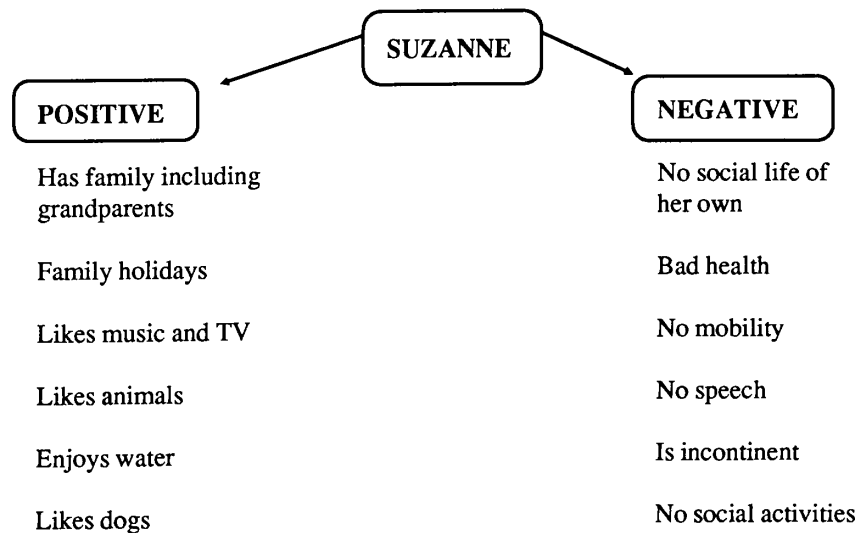 SUZANNE
POSITIVE
Has family including
grandparents
Family holidays
Likes music and TV
Likes animals
Enjoys water
Likes dogs
NEGATIVE
No social life of
her own
Bad health
No mobility
No speech
Is incontinent
No social activities